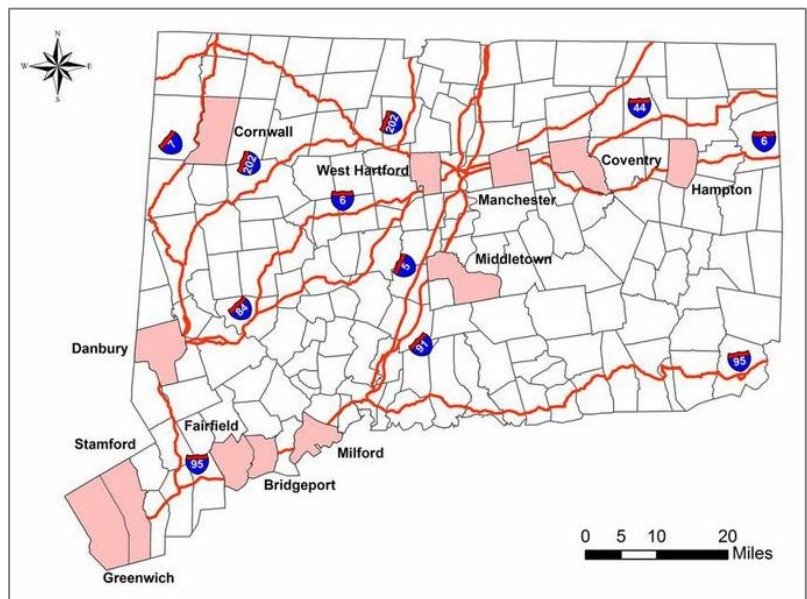 N
W E
S
44
202
7
Cornwall
6
202
West Hartford
Coventry
6
Manchester
Hampton
Middletown
5
84
Danbury
91
95
Fairfield
Stamford
95
Milford
Bridgeport
0 5 10 20
Miles
Greenwich